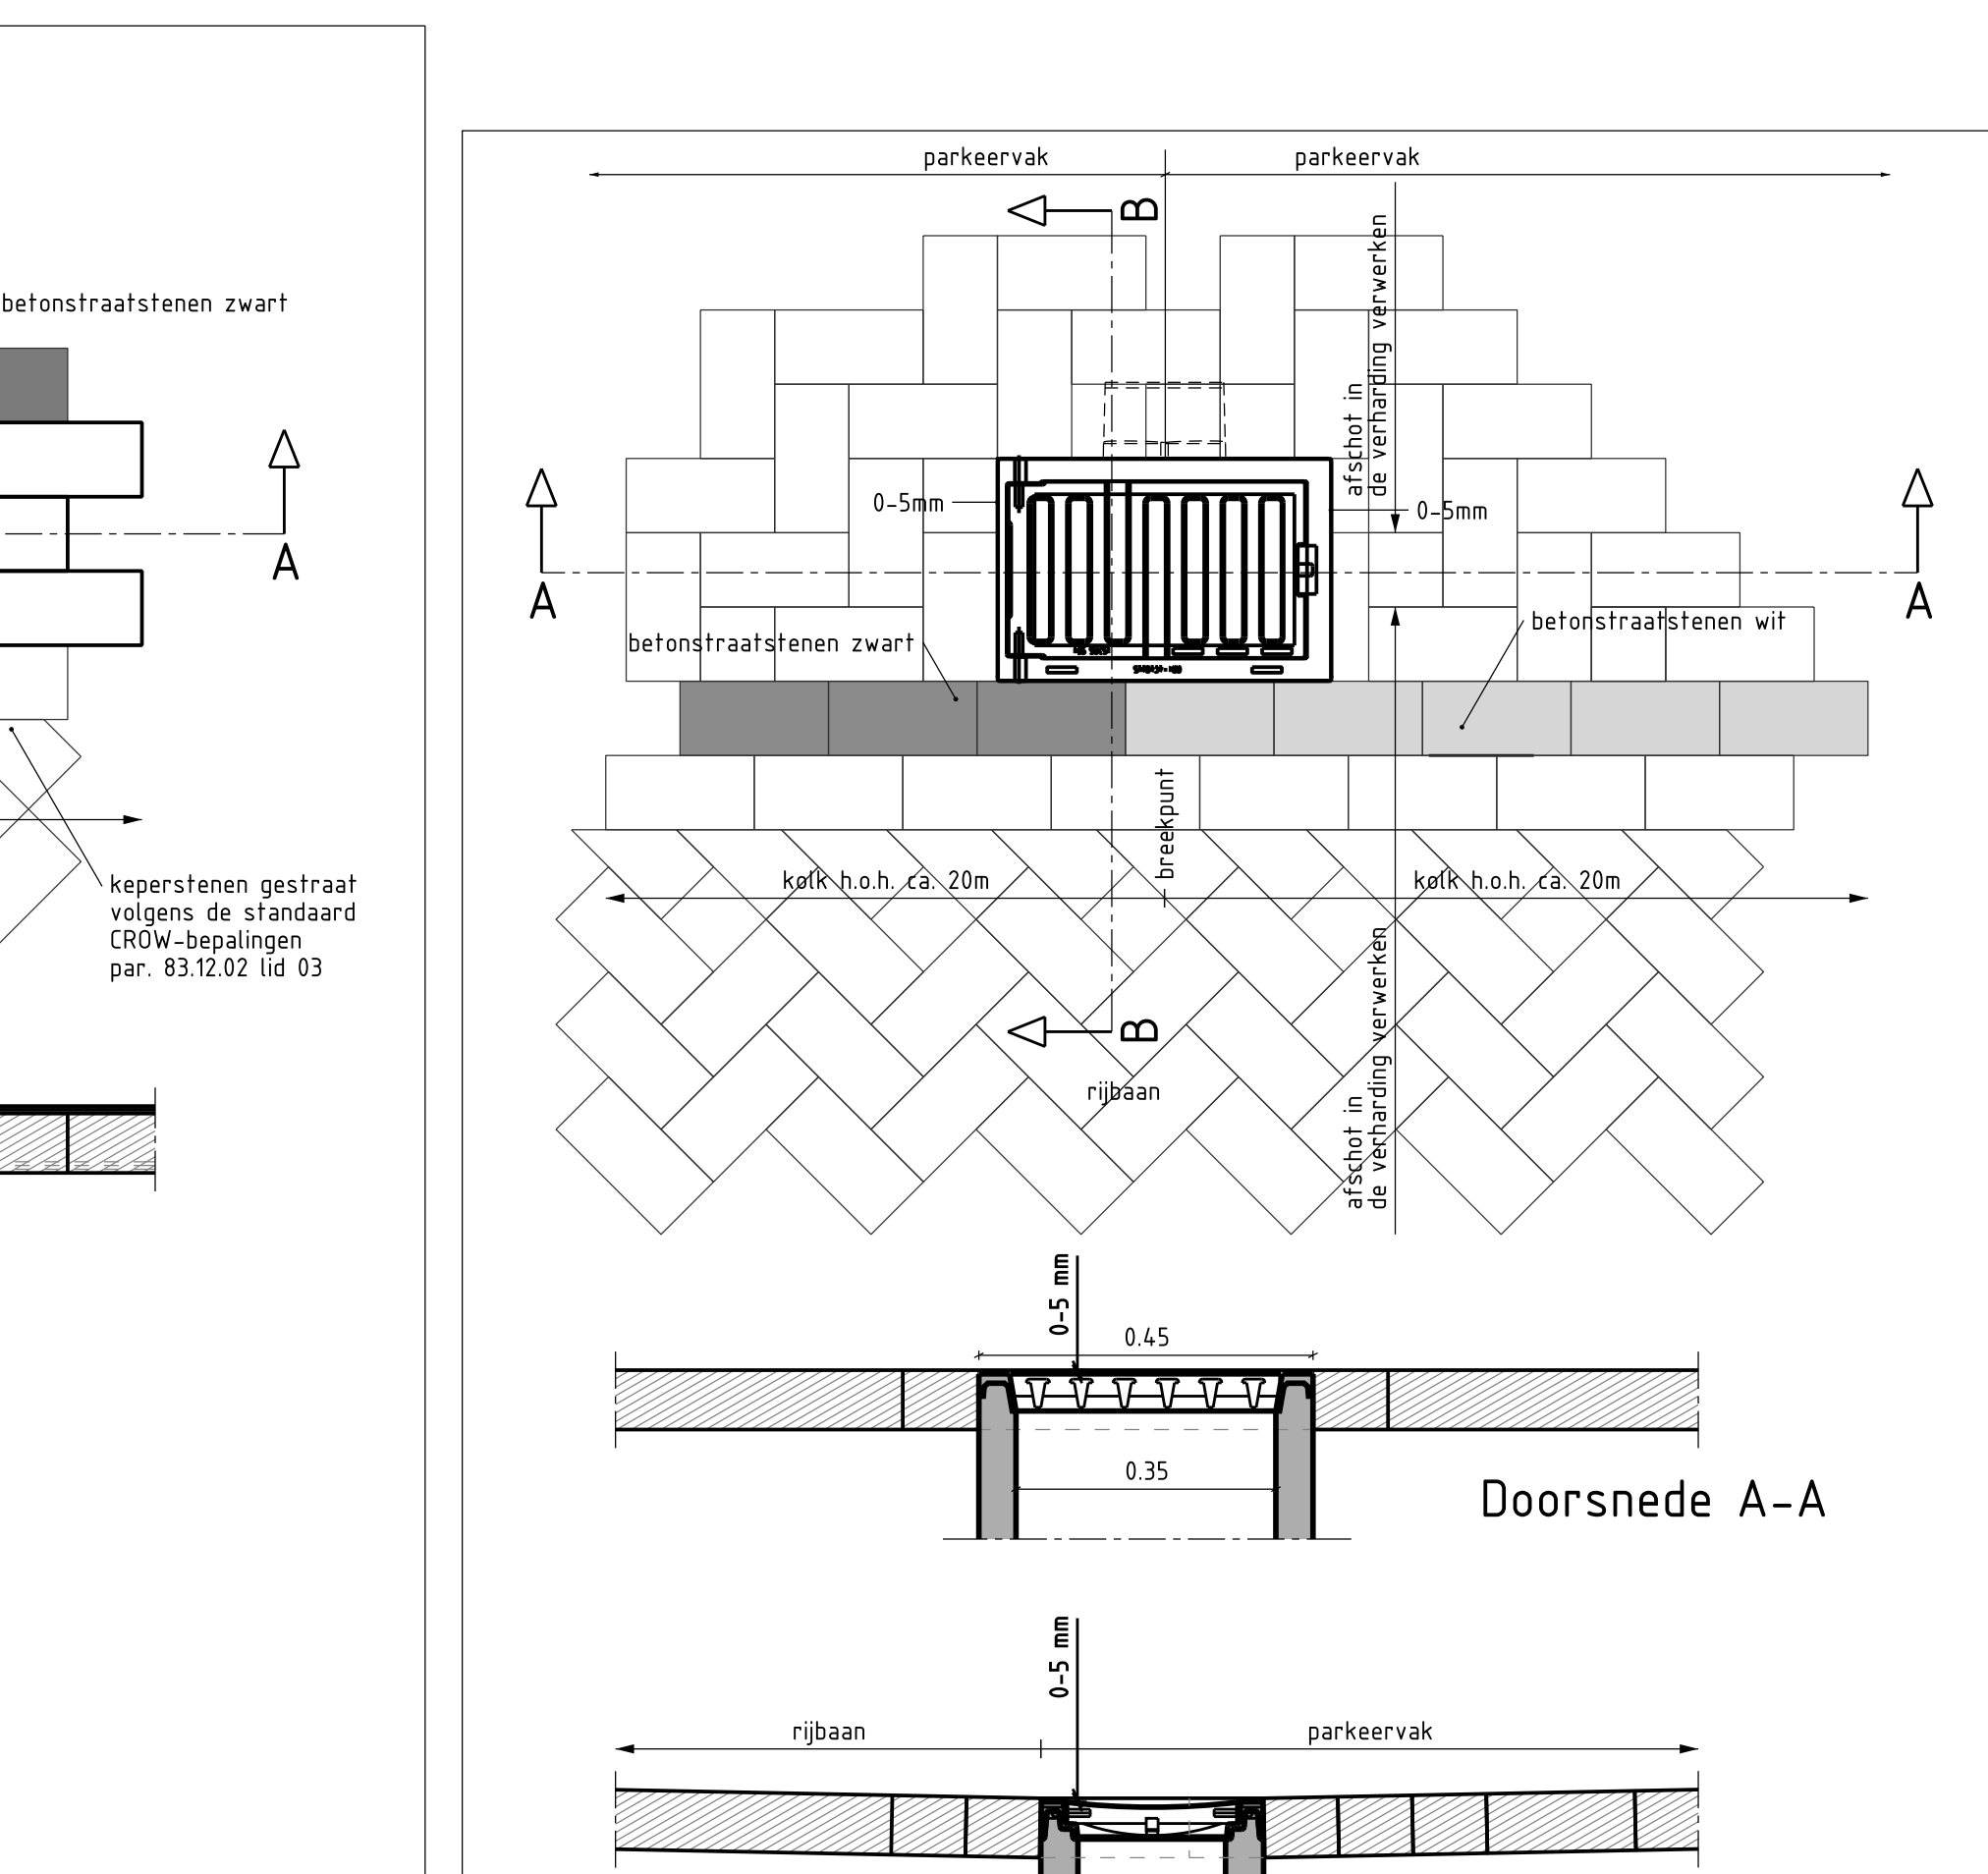 betonstraatstenen zwart
A
keperstenen gestraat
volgens de standaard
CROW-bepalingen
par. 83.12.02 lid 03
parkeervak
parkeervak
B
afschot in
de verharding verwerken
0-5mm
0-5mm
A
A
betonstraatstenen zwart
betonstraatstenen wit
breekpunt
kolk h.o.h. ca. 20m
kolk h.o.h. ca. 20m
B
rijbaan
afschot in
de verharding verwerken
0-5 mm
0.45
0.35
Doorsnede A-A
0-5 mm
rijbaan
parkeervak